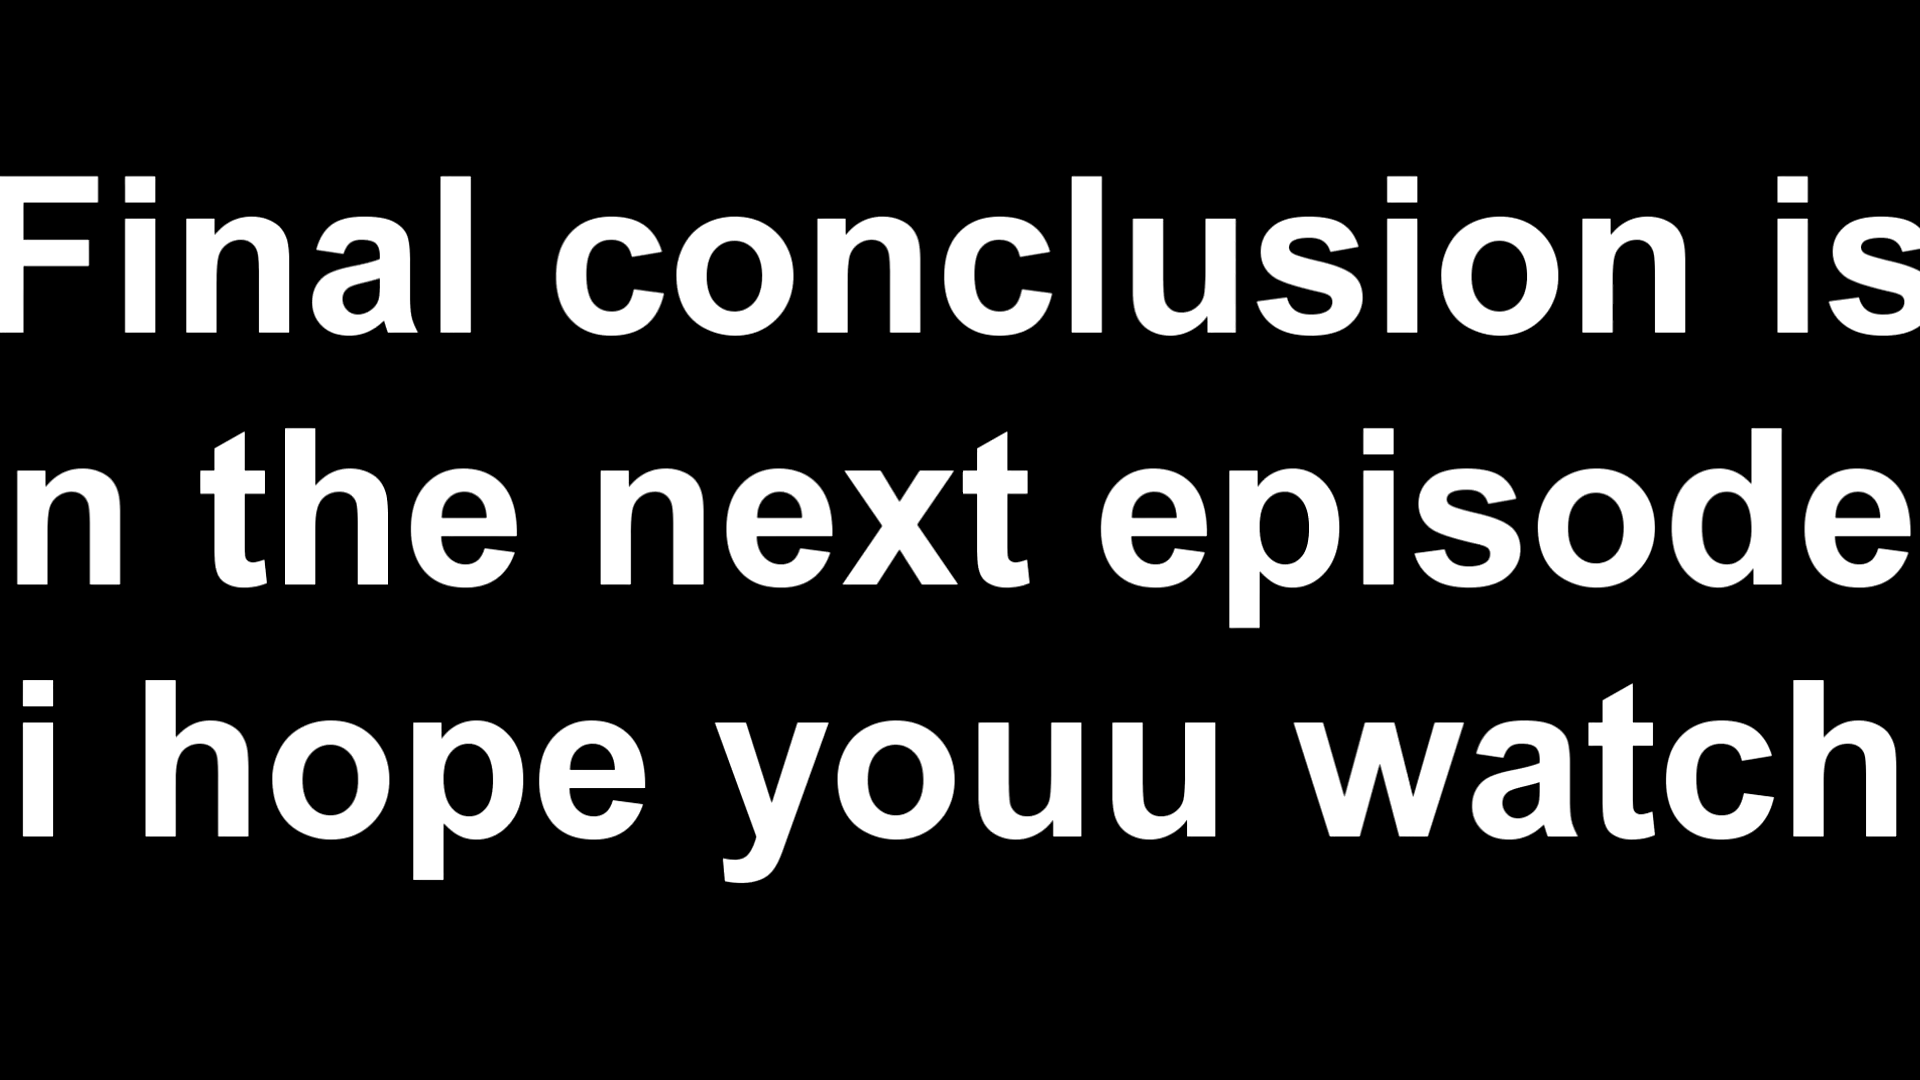 Final conclusion is
n the next episode
i hope youu watch